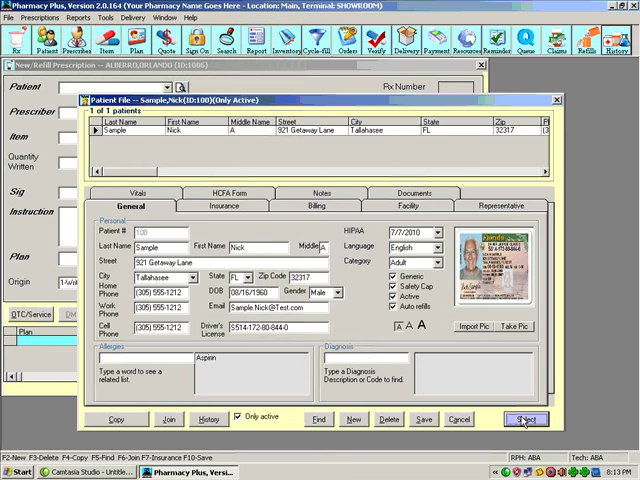 Pharmacy Plus, Version 2.0.164 (Your Pharmacy Name Goes Here - Location: Main, Terminal: SHOWROOM)
Prescriptions Reports Tools Select Window Help
Rx Patient Prescribes Item Plan Quote Sign On Search Report Inventory Cycle-fill Orders Verify Delivery Payment Resources Reminder Queue Claims Refills History
New/Refill Prescription -- ALBERRO,ORLANDO (ID:1006)
Patient
Rx Number
Prescriber
Item
Quantity
Written
Sig
Instruction
Plan
Origin 1-Writ
OTC/Service
Plan
Patient File -- Sample,Nick(ID:100)(Only Active)
1 of 1 patients
Last Name First Name Middle Name Street City State Zip
Sample Nick A 921 Getaway Lane Tallahasee FL 32317
Vitals HCFA Form Notes Documents
General Insurance Billing Facility Representative
Personal
Patient # 100
Last Name Sample First Name Nick Middle A
Street 921 Getaway Lane
City Tallahasee State FL Zip Code 32317
Home
Phone (305) 555-1212 DOB 08/16/1960 Gender Male
Work
Phone (305) 555-1212 Email Sample.Nick@Test.com
Cell
Phone (305) 555-1212 Driver's
License S514-172-80-844-0
HIPAA 7/7/2010
Language English
Category Adult
Generic
Safety Cap
Active
Auto refills
A A A
Florida
Import Pic Take Pic
Allergies
Aspirin
Type a word to see a
related list.
Diagnosis
Type a Diagnosis
Description or Code to find.
Copy Join History Only active Find New Delete Save Cancel Select
F2-New F3-Delete F4-Copy F5-Find F6-Join F7-Insurance F10-Save
RPH: ABA Tech: ABA
Start Camtasia Studio - Untitle... Pharmacy Plus, Versi... 8:13 PM